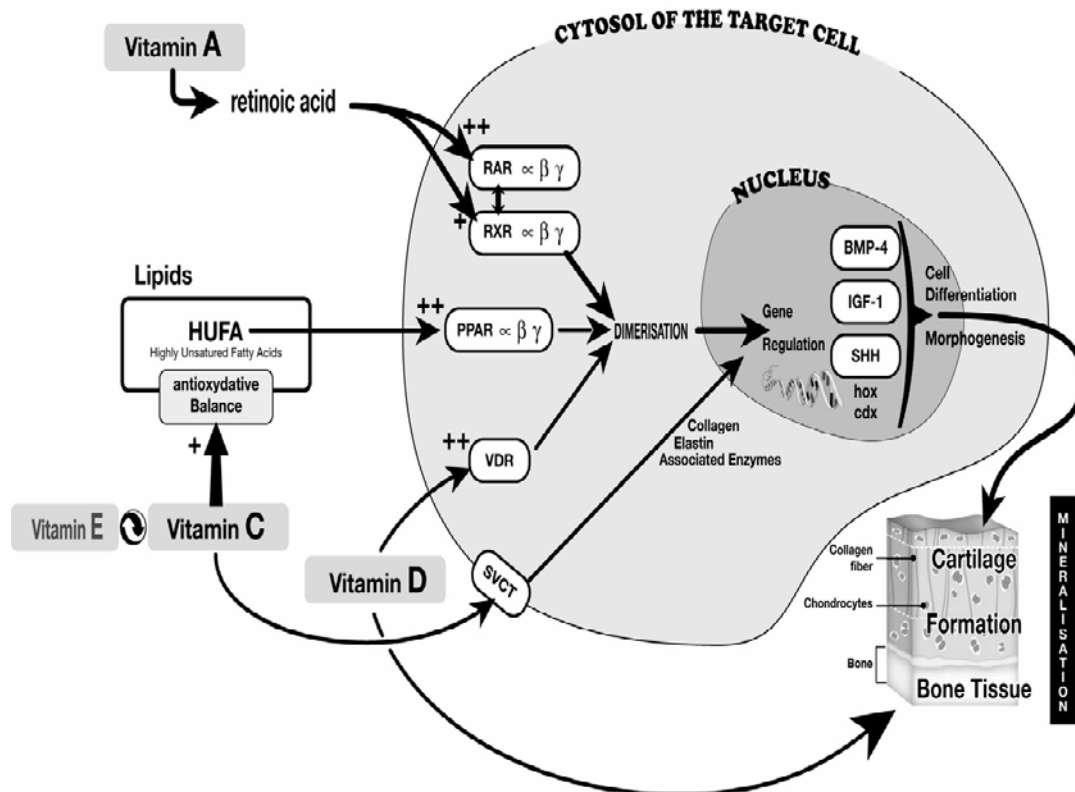 CYTOSOL OF THE TARGET CELL
Vitamin A
retinoic acid
++
RAR ∝ β γ
+
RXR ∝ β γ
NUCLEUS
BMP-4
IGF-1
SHH
hox
cdx
Cell
Differentiation
Morphogenesis
Gene
Regulation
Lipids
HUFA
Highly Unsatured Fatty Acids
antioxydative
Balance
++
PPAR ∝ β γ
DIMERISATION
+
++
VDR
Collagen
Elastin
Associated Enzymes
Vitamin E
Vitamin C
Vitamin D
SVCT
Collagen
fiber
Chondrocytes
Bone
Cartilage
Formation
Bone Tissue
MINERALISATION